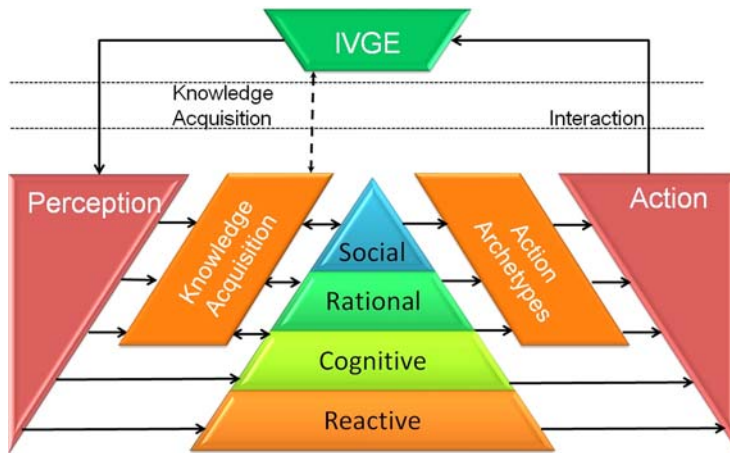 IVGE
Knowledge
Acquisition
Interaction
Perception
Knowledge
Acquisition
Action
Archetypes
Action
Social
Rational
Cognitive
Reactive